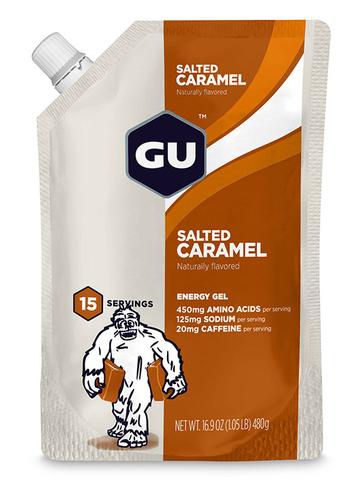 SALTED
CARAMEL
Naturally flavored
GU
™
SALTED
CARAMEL
Naturally flavored
15 SERVINGS
ENERGY GEL
450mg AMINO ACIDS per serving
125mg SODIUM per serving
20mg CAFFEINE per serving
NET WT. 16.9 OZ (1.05 LB) 480g